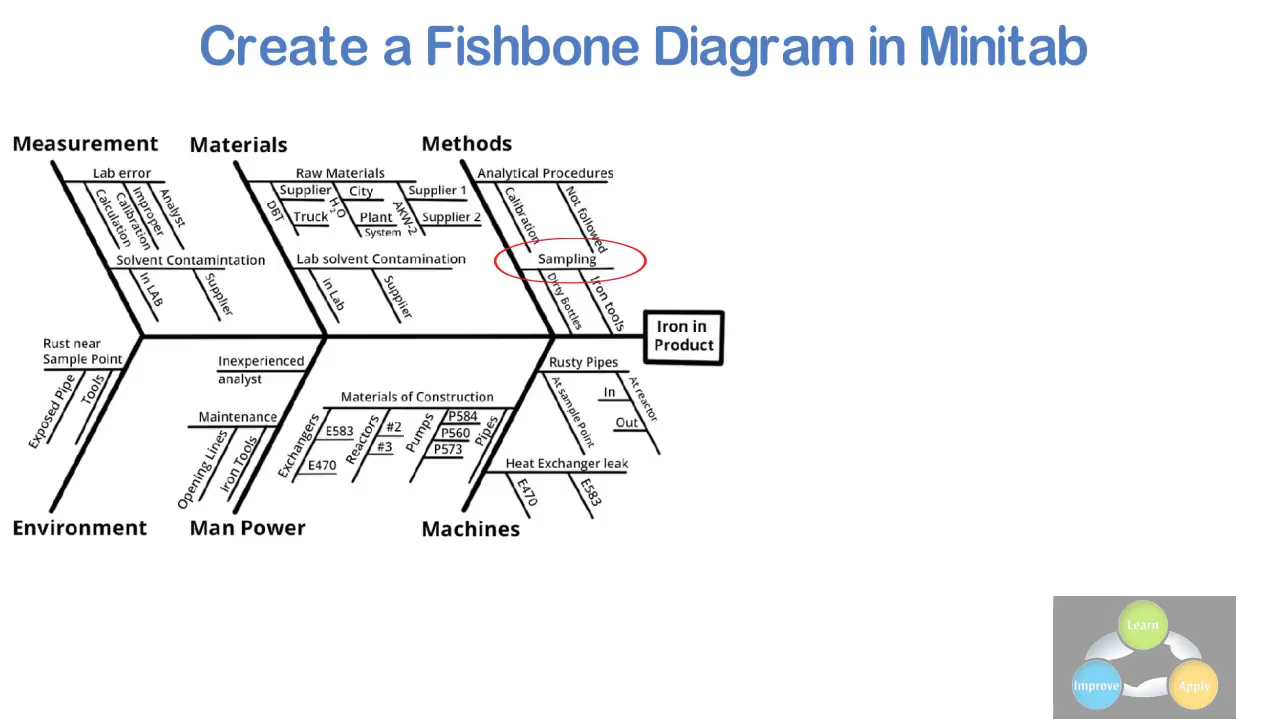 Create a Fishbone Diagram in Minitab
Measurement
Lab error
Calculation
Improper
Calibration
Analyst
Solvent Contamintation
In LAB
Supplier
Materials
Raw Materials
DBT
Supplier
Truck
H2O
City
Plant
System
AKW-2
Supplier 1
Supplier 2
Lab solvent Contamination
In Lab
Supplier
Methods
Analytical Procedures
Calibration
Not followed
Sampling
Dirty Bottles
Iron tools
Iron in
Product
Rust near
Sample Point
Exposed Pipe
Tools
Environment
Inexperienced
analyst
Maintenance
Opening Lines
Iron Tools
Man Power
Materials of Construction
Exchangers
E583
E470
Reactors
#2
#3
Pumps
P584
P560
P573
Pipes
Rusty Pipes
At sample Point
In
Out
At reactor
Heat Exchanger leak
E470
E583
Machines
Learn
Improve
Apply